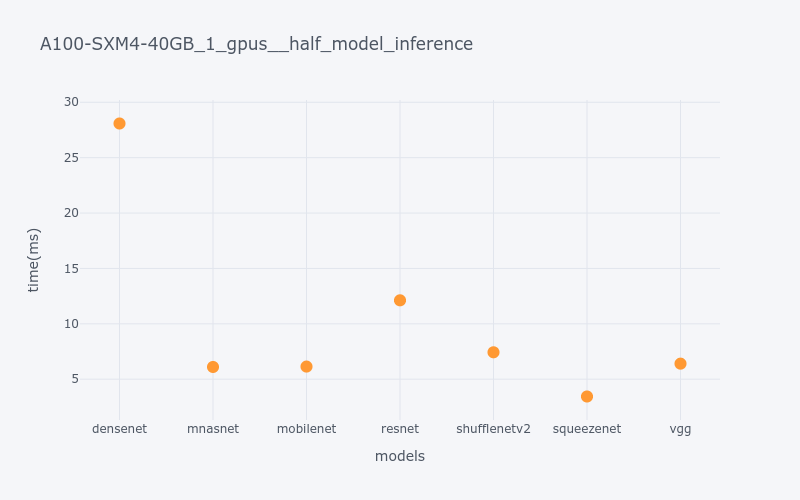 A100-SXM4-40GB_1_gpus__half_model_inference
30
25
20
15
10
5
time(ms)
densenet mnasnet mobilenet resnet shufflenetv2 squeezenet vgg
models